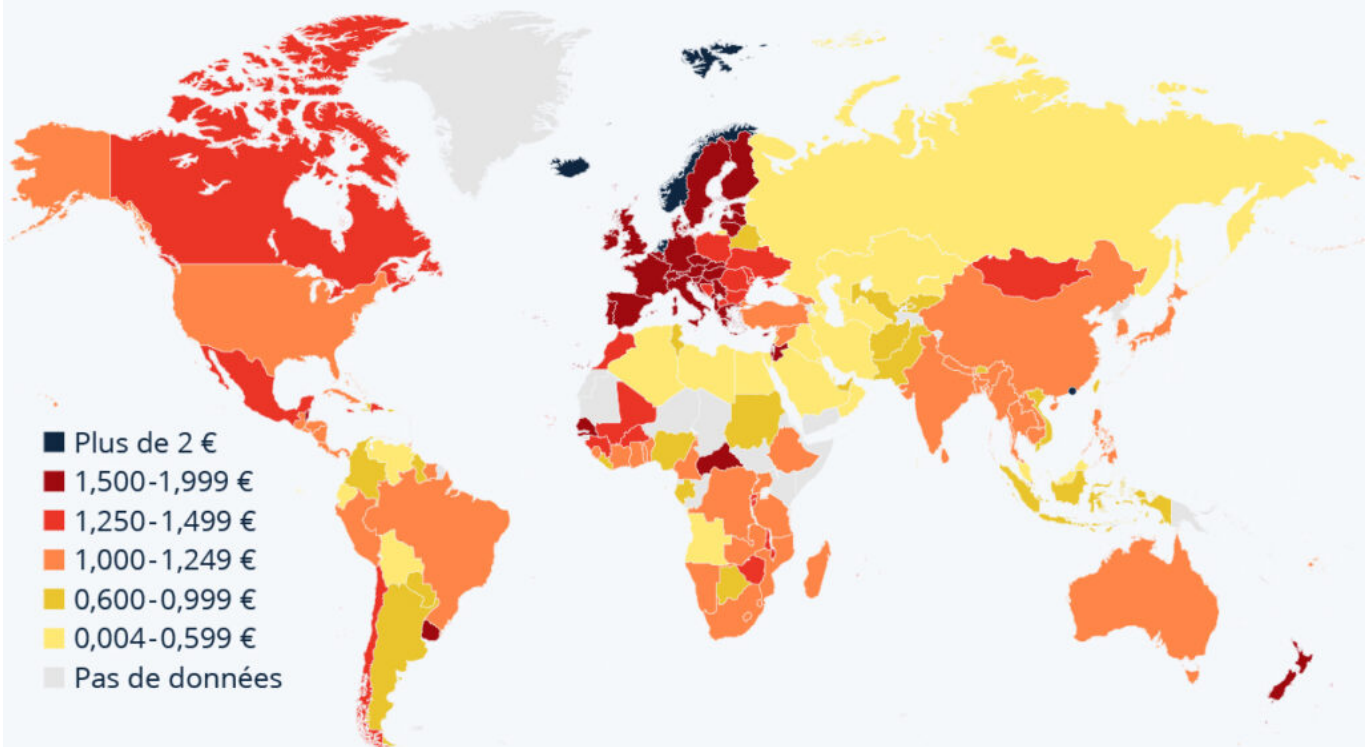 Plus de 2 €
1,500-1,999 €
1,250-1,499 €
1,000-1,249 €
0,600-0,999 €
0,004-0,599 €
Pas de données